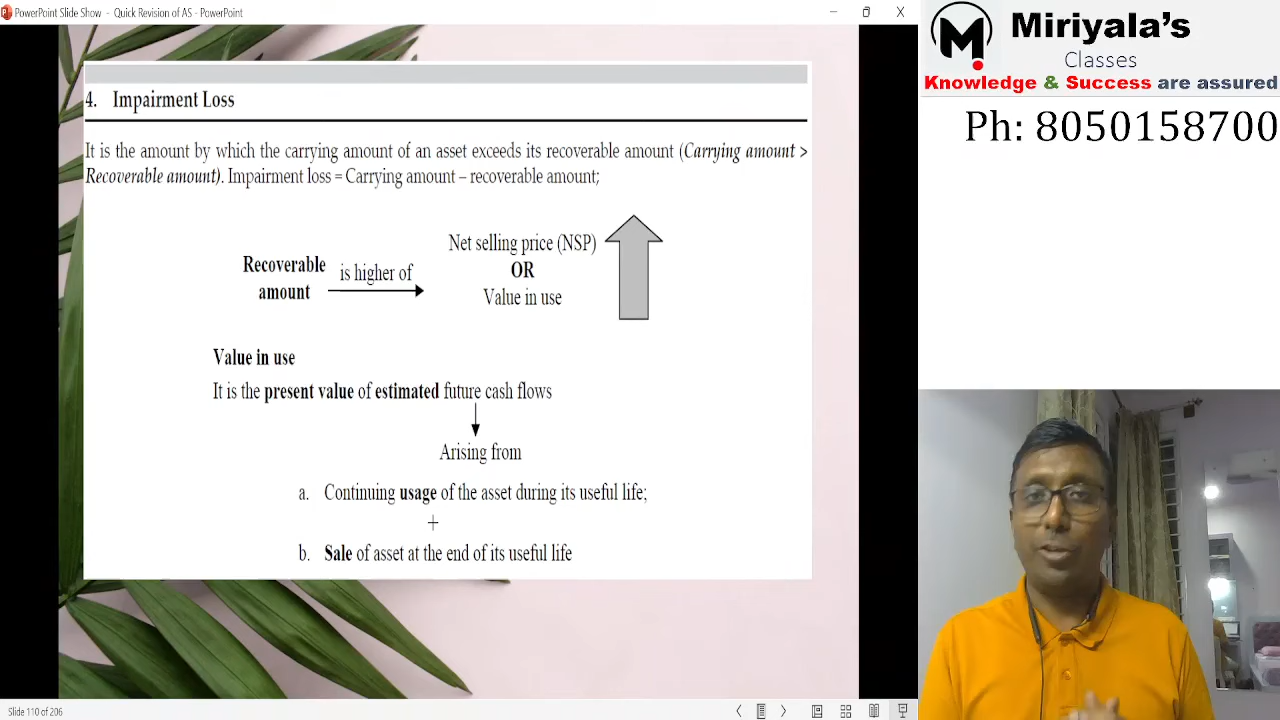 PowerPoint Slide Show - Quick Revision of AS - PowerPoint
Miriyala's
Classes
Knowledge & Success are assured
Ph: 8050158700
4. Impairment Loss
It is the amount by which the carrying amount of an asset exceeds its recoverable amount (Carrying amount >
Recoverable amount). Impairment loss = Carrying amount – recoverable amount;
Recoverable
amount
is higher of
Net selling price (NSP)
OR
Value in use
Value in use
It is the present value of estimated future cash flows
Arising from
a. Continuing usage of the asset during its useful life;
+
b. Sale of asset at the end of its useful life
Slide 110 of 206